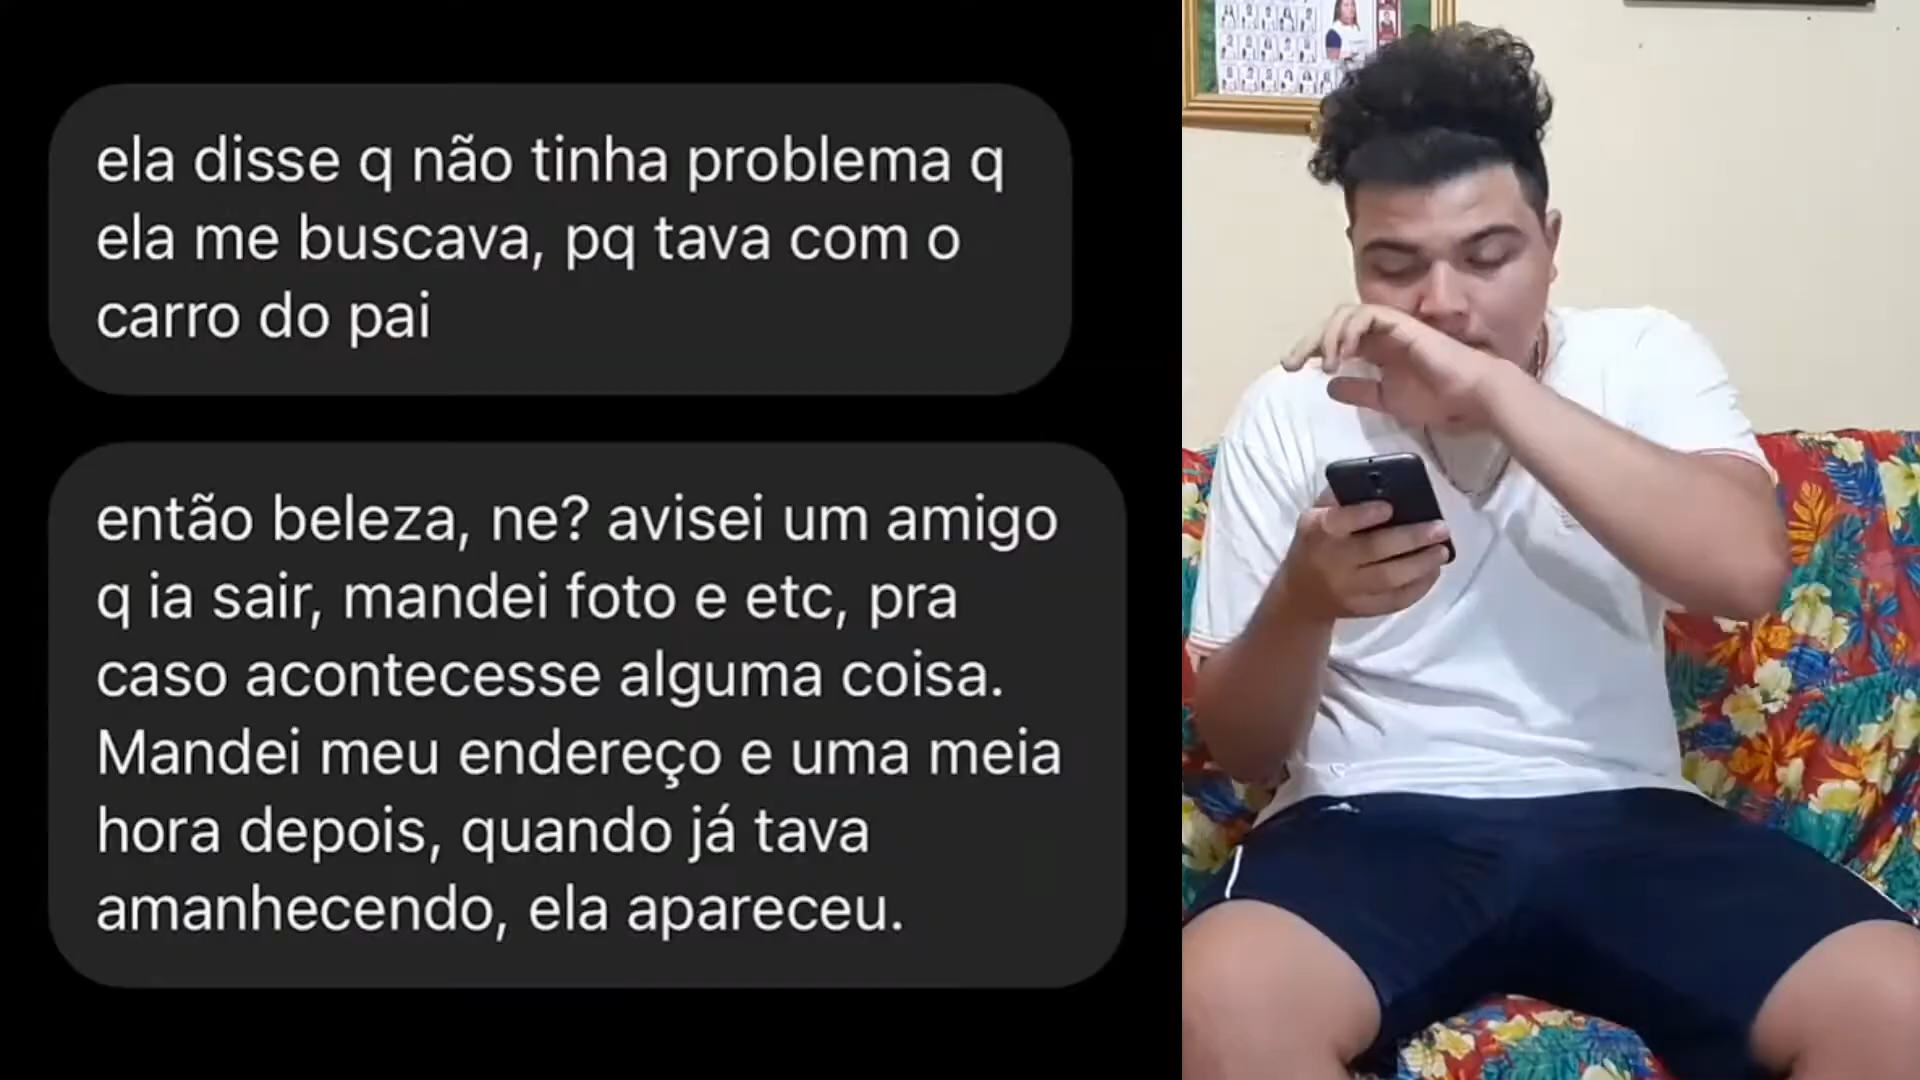 ela disse q não tinha problema q
ela me buscava, pq tava com o
carro do pai
então beleza, ne? avisei um amigo
q ia sair, mandei foto e etc, pra
caso acontecesse alguma coisa.
Mandei meu endereço e uma meia
hora depois, quando já tava
amanhecendo, ela apareceu.